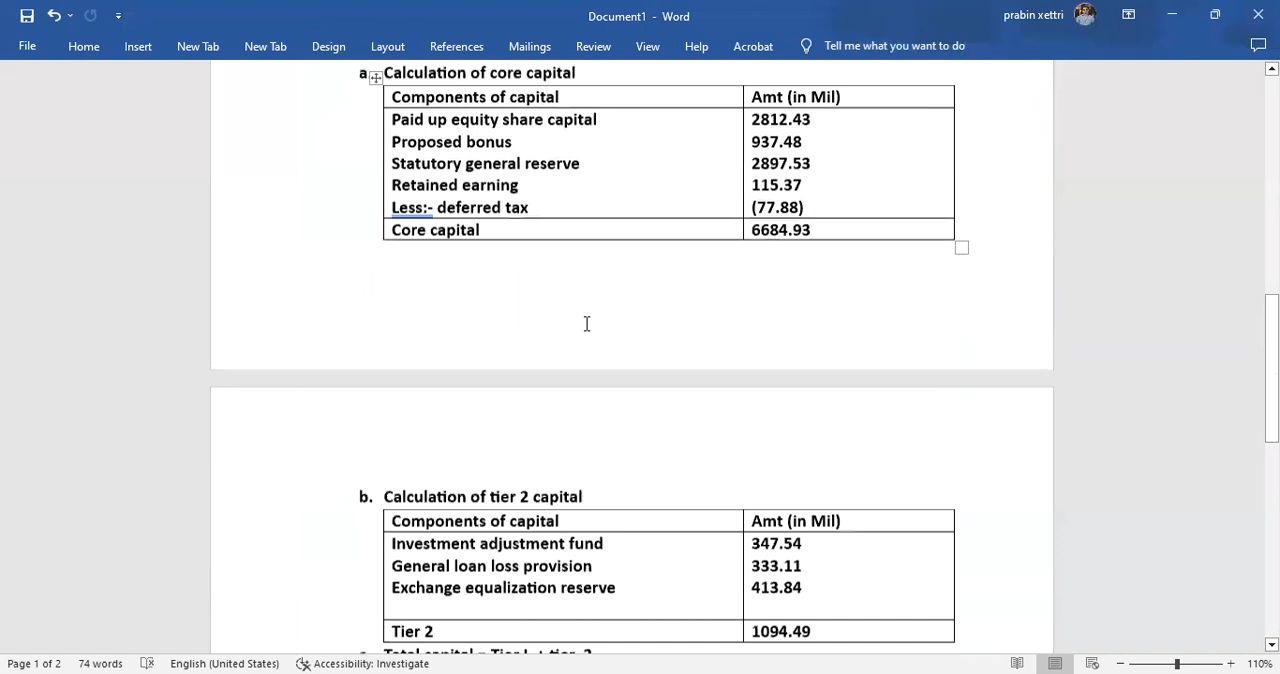 Document1 - Word
prabin xettri
File Home Insert New Tab New Tab Design Layout References Mailings Review View Help Acrobat Tell me what you want to do
a. Calculation of core capital
Components of capital Amt (in Mil)
Paid up equity share capital 2812.43
Proposed bonus 937.48
Statutory general reserve 2897.53
Retained earning 115.37
Less:- deferred tax (77.88)
Core capital 6684.93
b. Calculation of tier 2 capital
Components of capital Amt (in Mil)
Investment adjustment fund 347.54
General loan loss provision 333.11
Exchange equalization reserve 413.84
Tier 2 1094.49
Total capital = Tier
Page 1 of 2 74 words English (United States) Accessibility: Investigate 110%